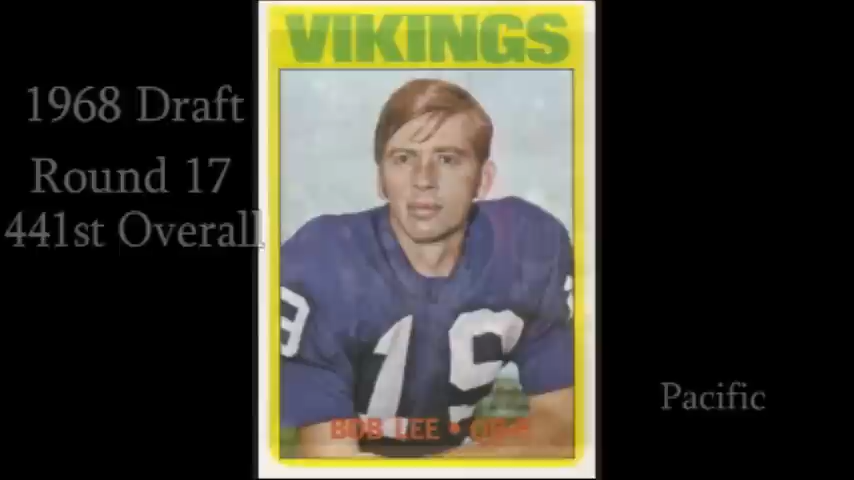 VIKINGS
1968 Draft
Round 17
441st Overall
19
Pacific
BOB LEE •